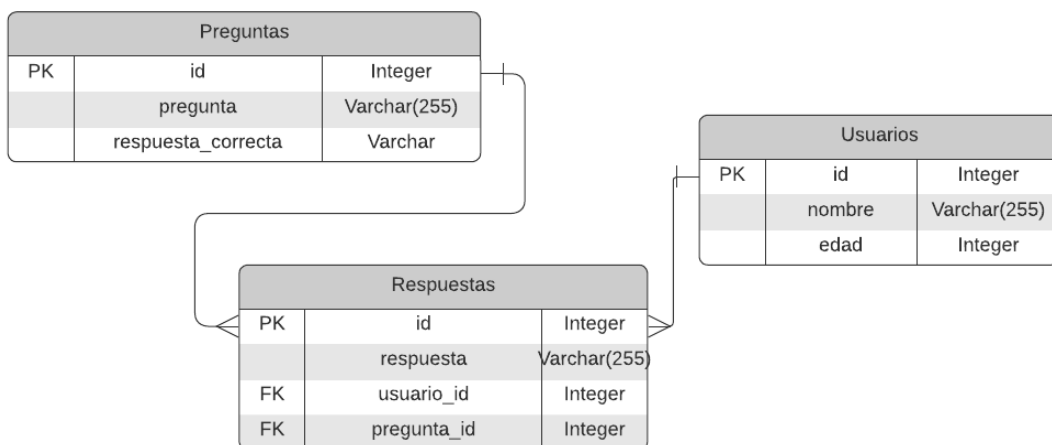 Preguntas
PK id Integer
pregunta Varchar(255)
respuesta_correcta Varchar
Usuarios
PK id Integer
nombre Varchar(255)
edad Integer
Respuestas
PK id Integer
respuesta Varchar(255)
FK usuario_id Integer
FK pregunta_id Integer